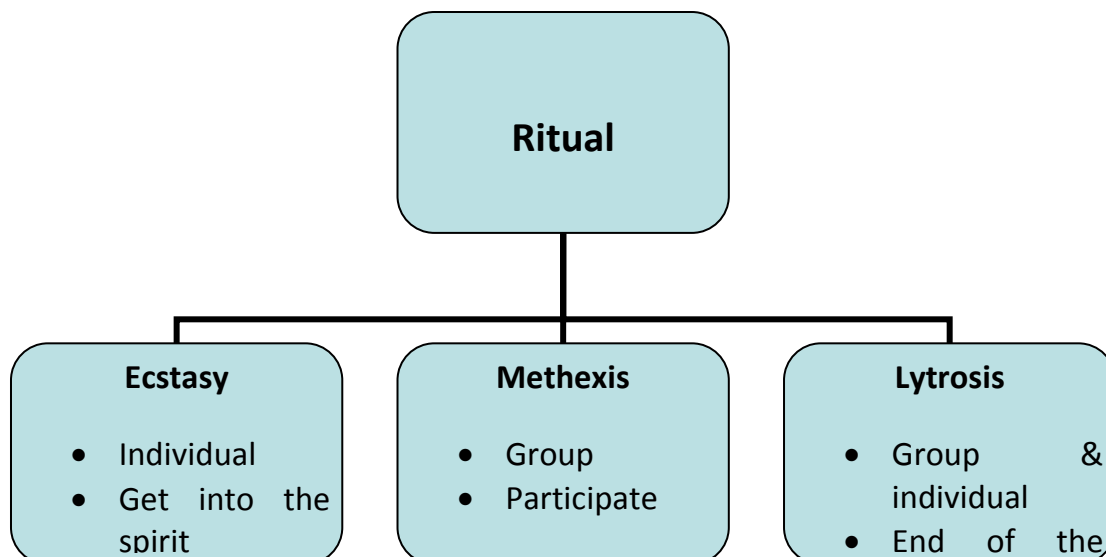 Ritual
Ecstasy
• Individual
• Get into the
spirit
Methexis
• Group
• Participate
Lytrosis
• Group &
individual
• End of the